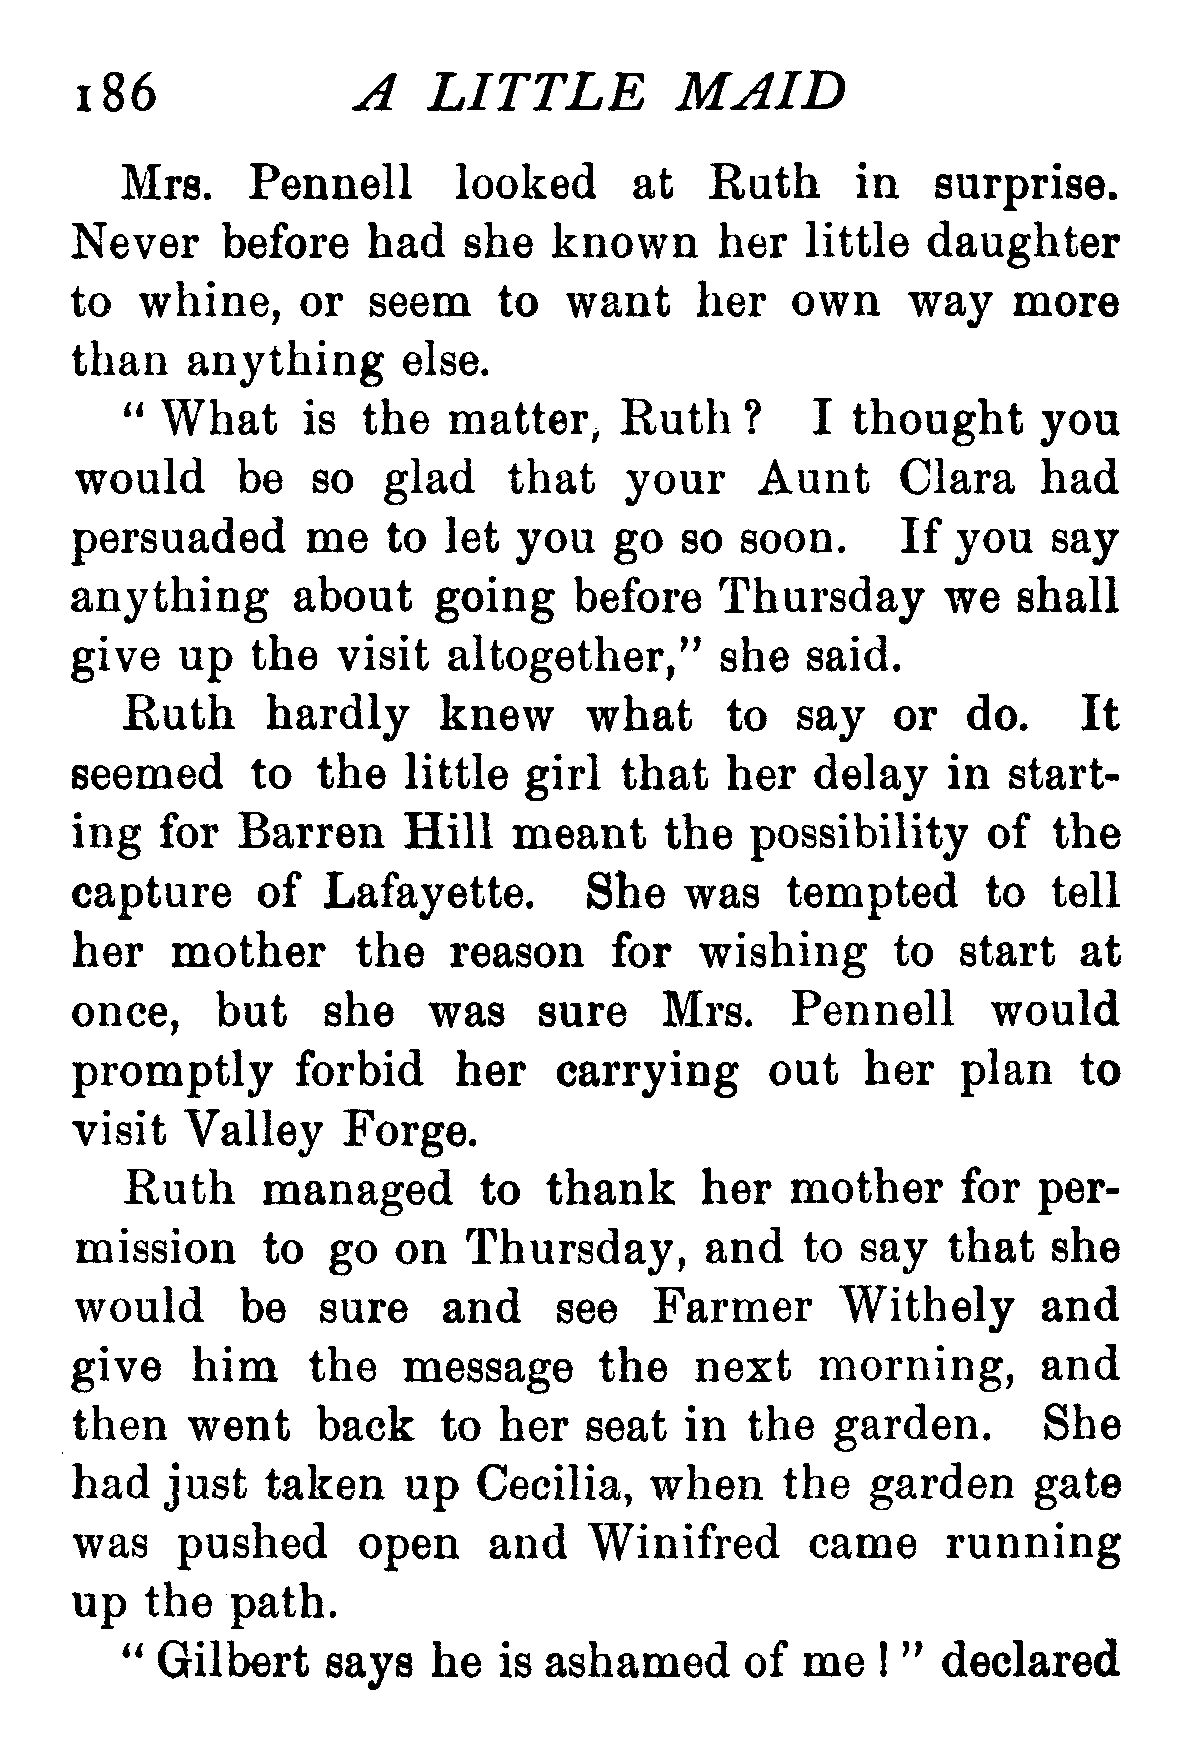 186 A LITTLE MAID
Mrs. Pennell looked at Ruth in surprise.
Never before had she known her little daughter
to whine, or seem to want her own way more
than anything else.
“ What is the matter, Ruth ? I thought you
would be so glad that your Aunt Clara had
persuaded me to let you go so soon. If you say
anything about going before Thursday we shall
give up the visit altogether,” she said.
Ruth hardly knew what to say or do. It
seemed to the little girl that her delay in start-
ing for Barren Hill meant the possibility of the
capture of Lafayette. She was tempted to tell
her mother the reason for wishing to start at
once, but she was sure Mrs. Pennell would
promptly forbid her carrying out her plan to
visit Valley Forge.
Ruth managed to thank her mother for per-
mission to go on Thursday, and to say that she
would be sure and see Farmer Withely and
give him the message the next morning, and
then went back to her seat in the garden. She
had just taken up Cecilia, when the garden gate
was pushed open and Winifred came running
up the path.
“ Gilbert says he is ashamed of me ! ” declared